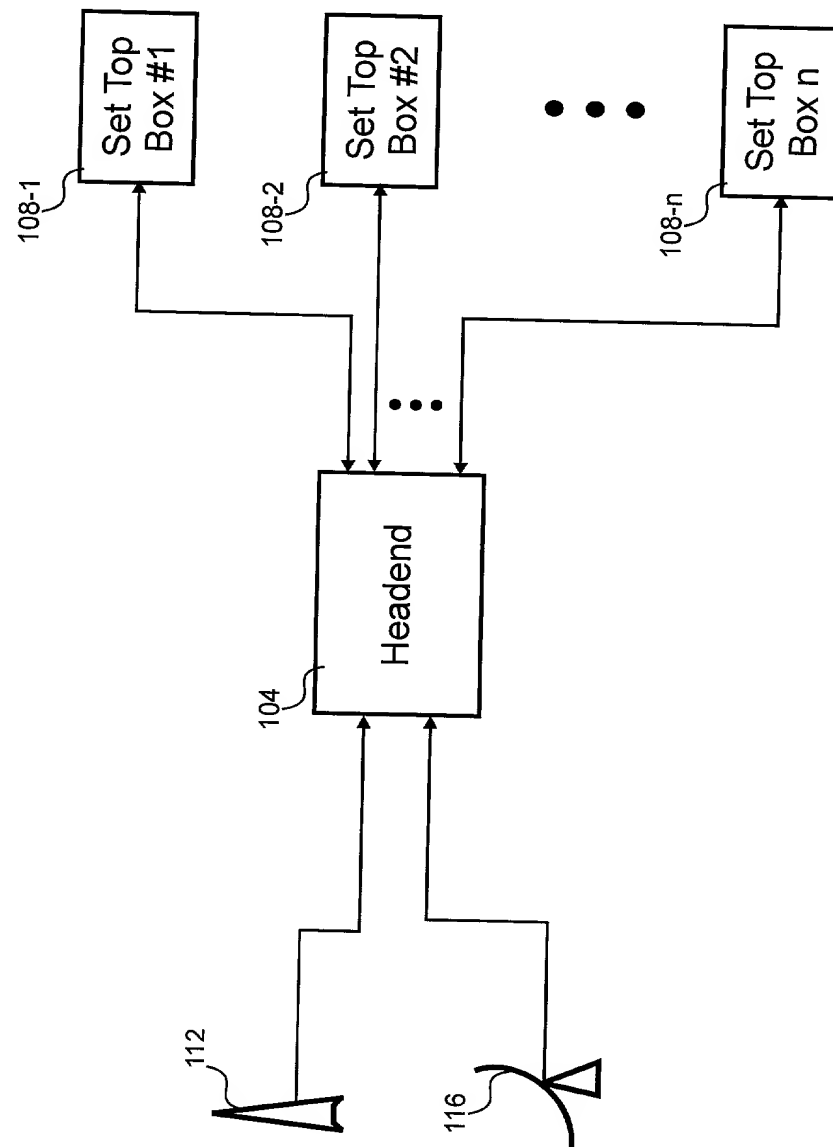 108-1
Set Top
Box #1
108-2
Set Top
Box #2
108-n
Set Top
Box n
104
Headend
112
116